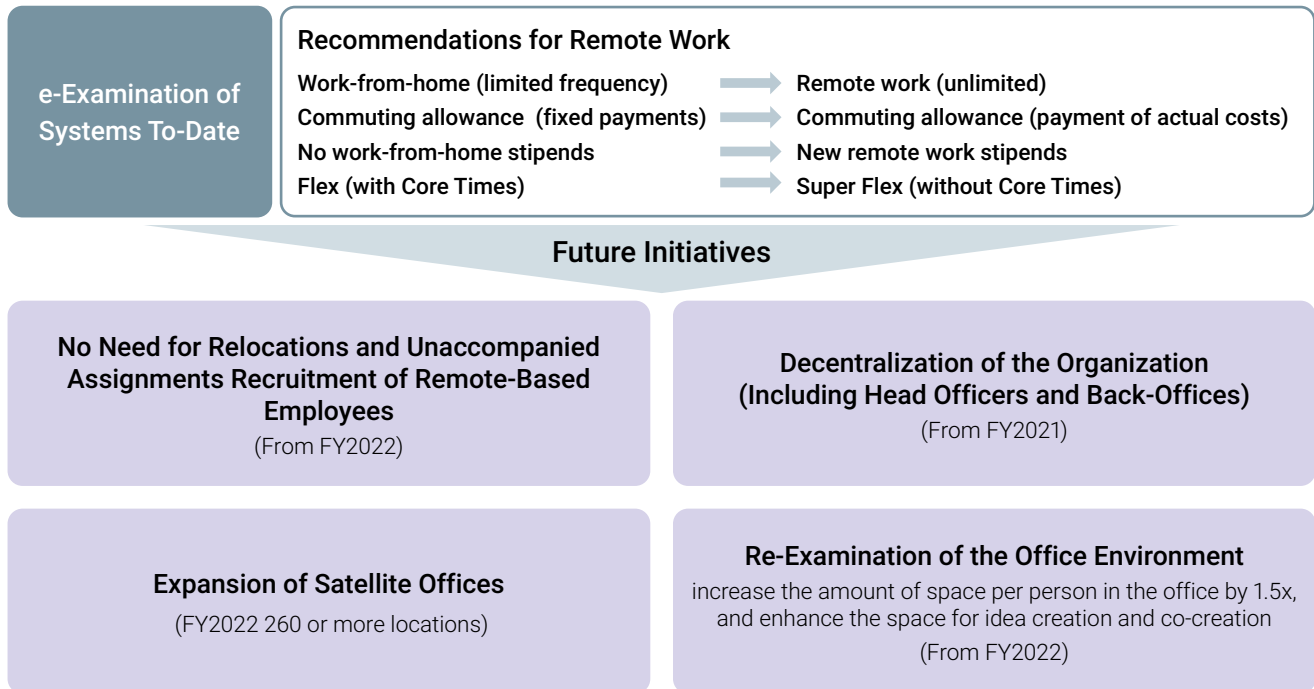 e-Examination of
Systems To-Date
Recommendations for Remote Work
Work-from-home (limited frequency) Remote work (unlimited)
Commuting allowance (fixed payments) Commuting allowance (payment of actual costs)
No work-from-home stipends New remote work stipends
Flex (with Core Times) Super Flex (without Core Times)
Future Initiatives
No Need for Relocations and Unaccompanied
Assignments Recruitment of Remote-Based
Employees
(From FY2022)
Decentralization of the Organization
(Including Head Officers and Back-Offices)
(From FY2021)
Expansion of Satellite Offices
(FY2022 260 or more locations)
Re-Examination of the Office Environment
increase the amount of space per person in the office by 1.5x,
and enhance the space for idea creation and co-creation
(From FY2022)